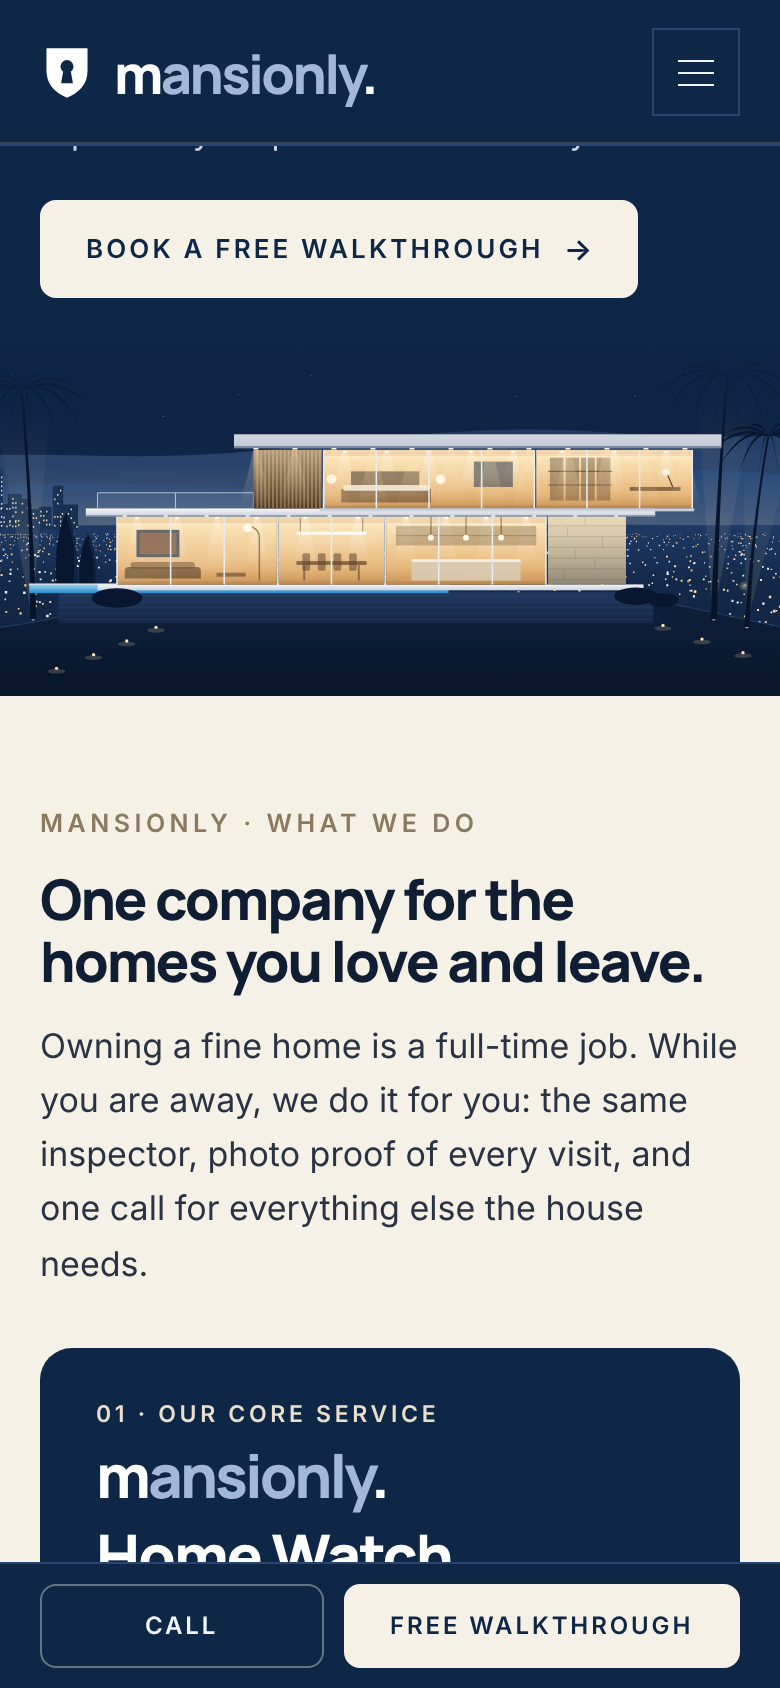 mansionly.
BOOK A FREE WALKTHROUGH →
MANSIONLY · WHAT WE DO
One company for the
homes you love and leave.
Owning a fine home is a full-time job. While
you are away, we do it for you: the same
inspector, photo proof of every visit, and
one call for everything else the house
needs.
01 · OUR CORE SERVICE
mansionly.
Home Watch
CALL
FREE WALKTHROUGH